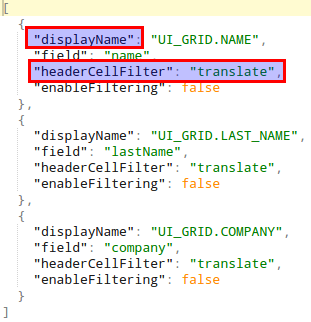 [
  {
    "displayName": "UI_GRID.NAME",
    "field": "name",
    "headerCellFilter": "translate",
    "enableFiltering": false
  },
  {
    "displayName": "UI_GRID.LAST_NAME",
    "field": "lastName",
    "headerCellFilter": "translate",
    "enableFiltering": false
  },
  {
    "displayName": "UI_GRID.COMPANY",
    "field": "company",
    "headerCellFilter": "translate",
    "enableFiltering": false
  }
]